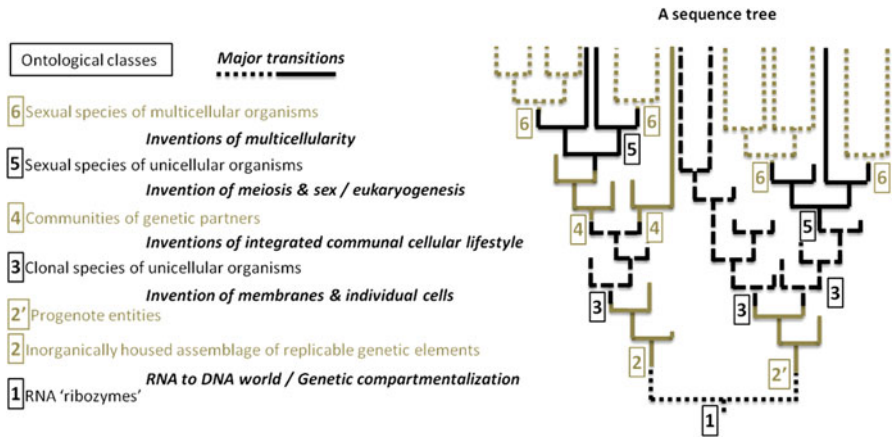 A sequence tree
Ontological classes
Major transitions
6 Sexual species of multicellular organisms
Inventions of multicellularity
5 Sexual species of unicellular organisms
Invention of meiosis & sex / eukaryogenesis
4 Communities of genetic partners
Inventions of integrated communal cellular lifestyle
3 Clonal species of unicellular organisms
Invention of membranes & individual cells
2′ Progenote entities
2 Inorganically housed assemblage of replicable genetic elements
RNA to DNA world / Genetic compartmentalization
1 RNA ‘ribozymes’
6
6
5
6
6
4
4
5
3
3
3
2
2′
1